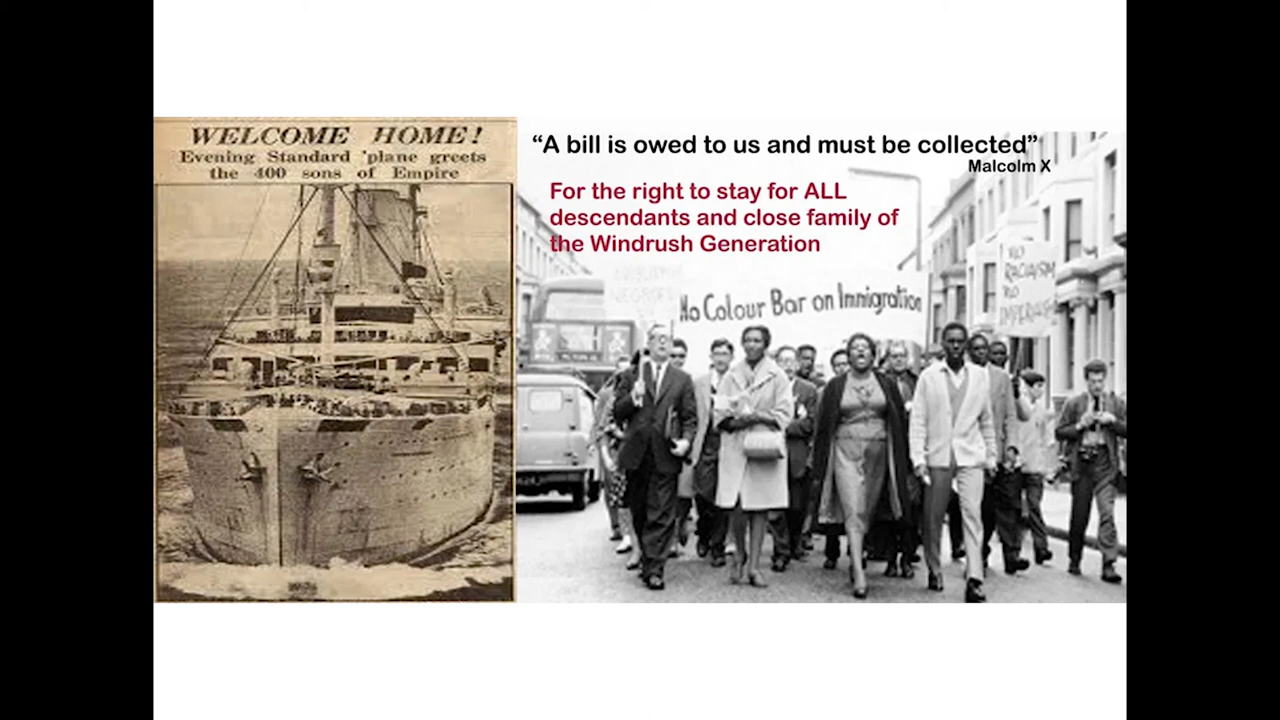 WELCOME HOME!
Evening Standard 'plane greets
the 400 sons of Empire
“A bill is owed to us and must be collected”
Malcolm X
For the right to stay for ALL
descendants and close family of
the Windrush Generation
No Colour Bar on Immigration
NO
RACIALISM
NO